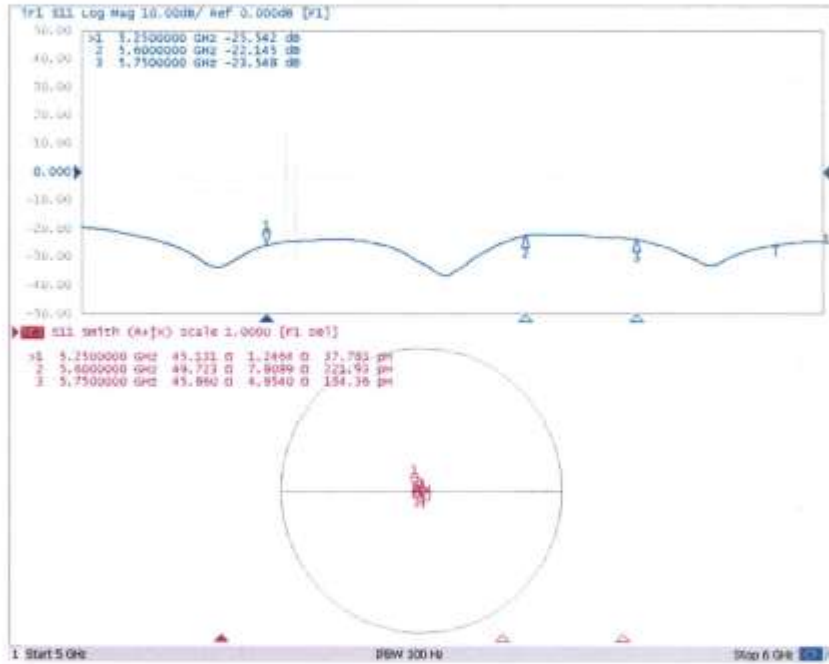 Tr1 S11 Log Mag 10.00dB/ Ref 0.000dB [F1]
50.00
>1 5.2500000 GHz -25.542 dB
2 5.6000000 GHz -22.145 dB
3 5.7500000 GHz -23.548 dB
40.00
30.00
20.00
10.00
0.000
-10.00
-20.00
-30.00
-40.00
-50.00
S11 Smith (R+jX) Scale 1.000U [F1 Del]
>1 5.2500000 GHz 45.131 Ω 1.2464 Ω 37.783 pH
2 5.6000000 GHz 49.723 Ω 7.8089 Ω 221.93 pH
3 5.7500000 GHz 45.860 Ω 4.8540 Ω 134.36 pH
1 Start 5 GHz IFBW 300 Hz Stop 6 GHz